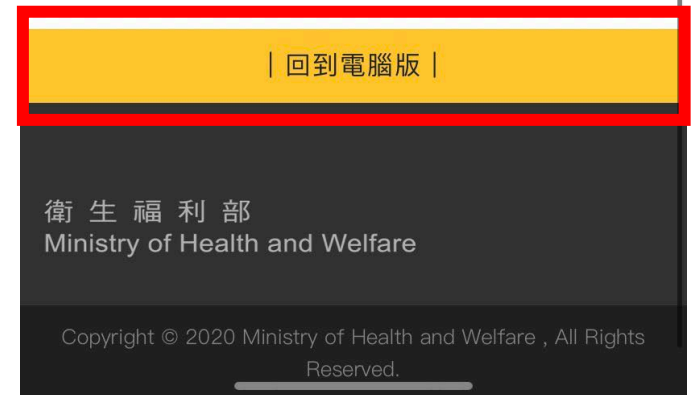 ｜回到電腦版｜
衛生福利部
Ministry of Health and Welfare
Copyright © 2020 Ministry of Health and Welfare , All Rights
Reserved.